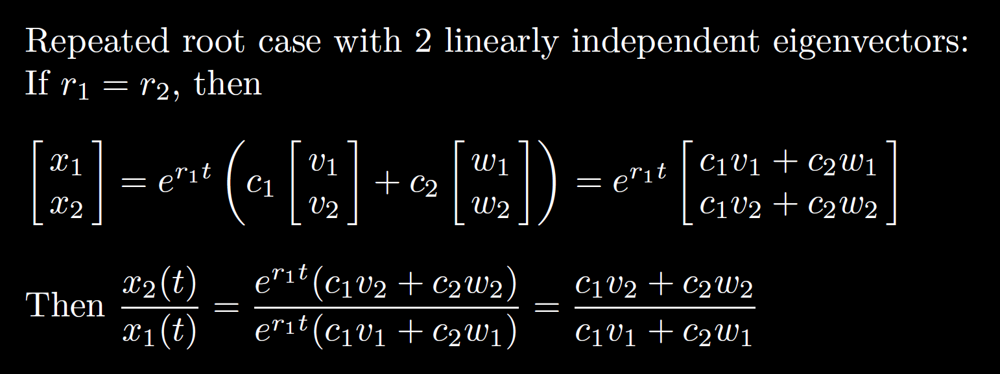 Repeated root case with 2 linearly independent eigenvectors:
If $r_1 = r_2$, then
$\begin{bmatrix} x_1 \\ x_2 \end{bmatrix} = e^{r_1 t} \left( c_1 \begin{bmatrix} v_1 \\ v_2 \end{bmatrix} + c_2 \begin{bmatrix} w_1 \\ w_2 \end{bmatrix} \right) = e^{r_1 t} \begin{bmatrix} c_1 v_1 + c_2 w_1 \\ c_1 v_2 + c_2 w_2 \end{bmatrix}$
Then $\frac{x_2(t)}{x_1(t)} = \frac{e^{r_1 t}(c_1 v_2 + c_2 w_2)}{e^{r_1 t}(c_1 v_1 + c_2 w_1)} = \frac{c_1 v_2 + c_2 w_2}{c_1 v_1 + c_2 w_1}$